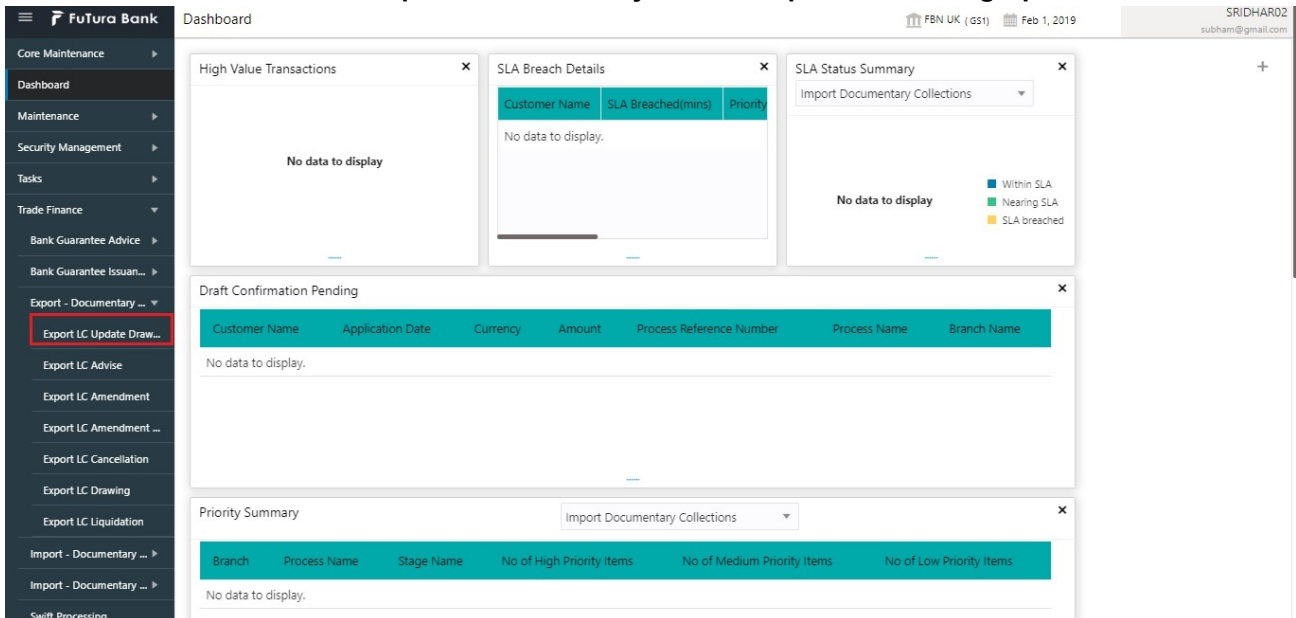 FuTura Bank
Dashboard
FBN UK (GS1)
Feb 1, 2019
SRIDHAR02
subham@gmail.com
Core Maintenance
Dashboard
Maintenance
Security Management
Tasks
Trade Finance
Bank Guarantee Advice
Bank Guarantee Issuan...
Export - Documentary ...
Export LC Update Draw...
Export LC Advise
Export LC Amendment
Export LC Amendment ...
Export LC Cancellation
Export LC Drawing
Export LC Liquidation
Import - Documentary ...
Import - Documentary ...
Swift Processing
High Value Transactions
No data to display
SLA Breach Details
Customer Name SLA Breached(mins) Priority
No data to display.
SLA Status Summary
Import Documentary Collections
No data to display
Within SLA
Nearing SLA
SLA breached
Draft Confirmation Pending
Customer Name Application Date Currency Amount Process Reference Number Process Name Branch Name
No data to display.
Priority Summary
Import Documentary Collections
Branch Process Name Stage Name No of High Priority Items No of Medium Priority Items No of Low Priority Items
No data to display.